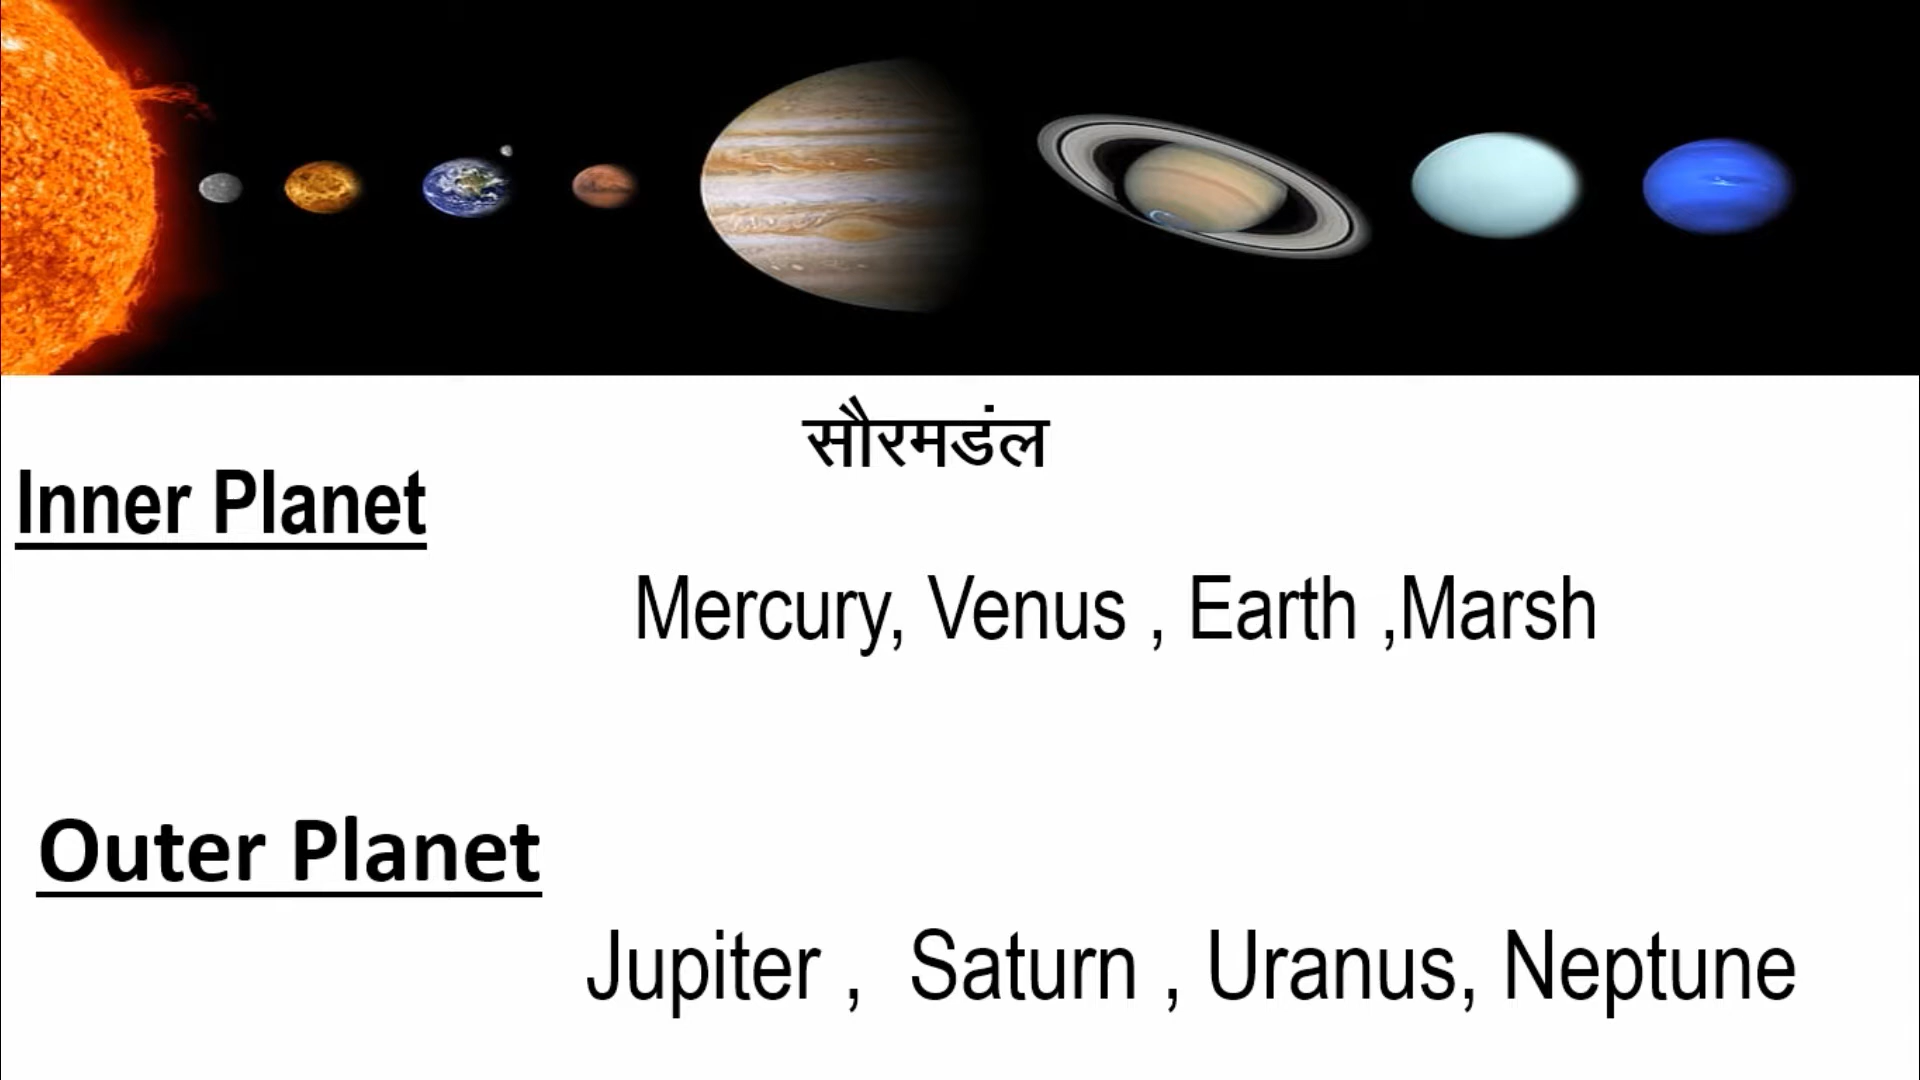 सौरमडंल
Inner Planet
Mercury, Venus , Earth ,Marsh
Outer Planet
Jupiter , Saturn , Uranus, Neptune